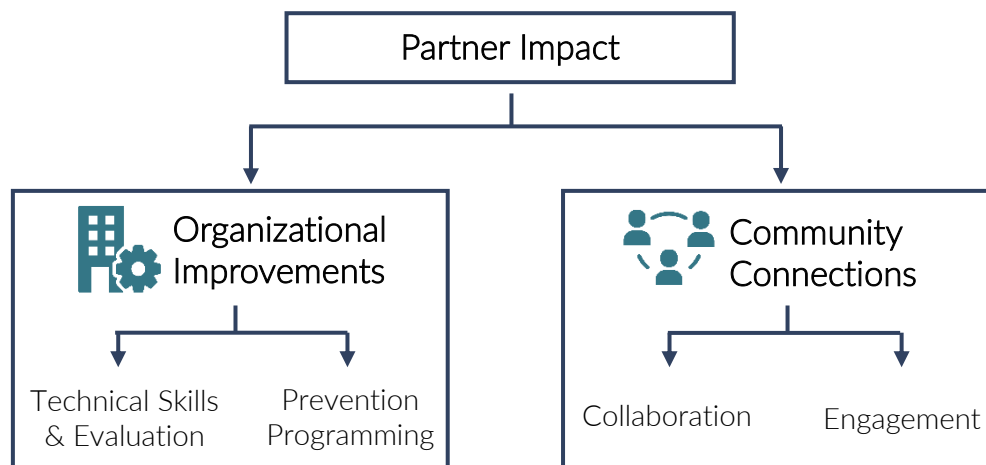 Partner Impact
Organizational
Improvements
Community
Connections
Technical Skills
& Evaluation
Prevention
Programming
Collaboration
Engagement